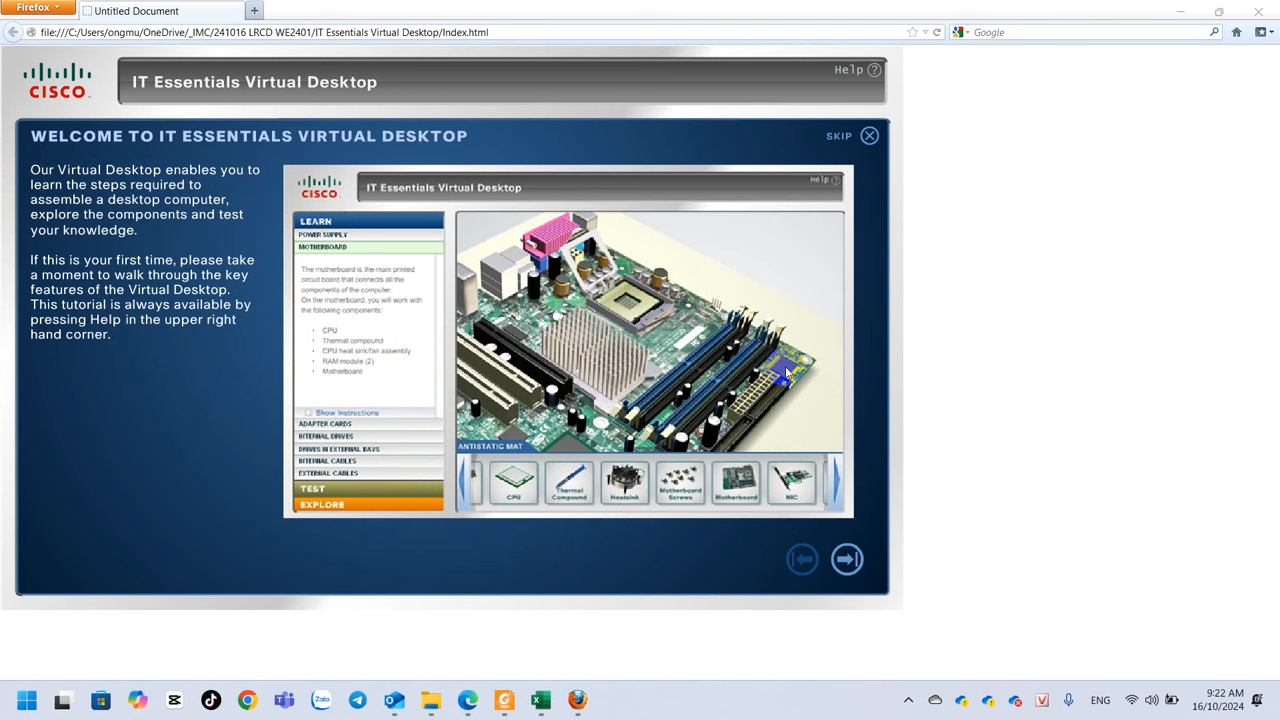 Firefox
Untitled Document
file:///C:/Users/ongmu/OneDrive/_IMC/241016 LRCD WE2401/IT Essentials Virtual Desktop/Index.html
Google
CISCO
IT Essentials Virtual Desktop
Help ?
WELCOME TO IT ESSENTIALS VIRTUAL DESKTOP
SKIP
Our Virtual Desktop enables you to
learn the steps required to
assemble a desktop computer,
explore the components and test
your knowledge.
If this is your first time, please take
a moment to walk through the key
features of the Virtual Desktop.
This tutorial is always available by
pressing Help in the upper right
hand corner.
CISCO
IT Essentials Virtual Desktop
Help ?
LEARN
POWER SUPPLY
MOTHERBOARD
The motherboard is the main printed
circuit board that connects all the
components of the computer.
On the motherboard, you will work with
the following components:
· CPU
· Thermal compound
· CPU heat sink/fan assembly
· RAM module (2)
· Motherboard
Show Instructions
ADAPTER CARDS
INTERNAL DRIVES
DRIVES IN EXTERNAL BAYS
INTERNAL CABLES
EXTERNAL CABLES
TEST
EXPLORE
ANTISTATIC MAT
CPU
Thermal
Compound
Heatsink
Motherboard
Screws
Motherboard
NIC
Zalo
ENG
9:22 AM
16/10/2024